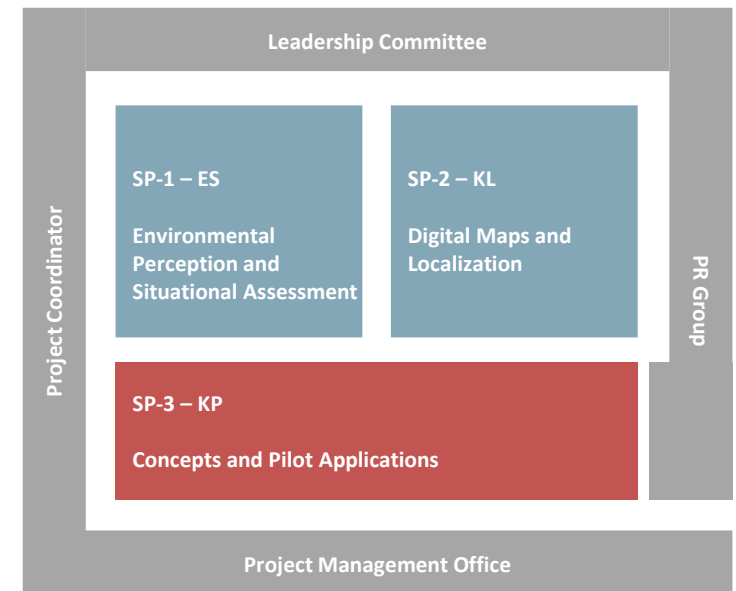 Leadership Committee
Project Coordinator
SP-1 – ES
Environmental
Perception and
Situational Assessment
SP-2 – KL
Digital Maps and
Localization
PR Group
SP-3 – KP
Concepts and Pilot Applications
Project Management Office